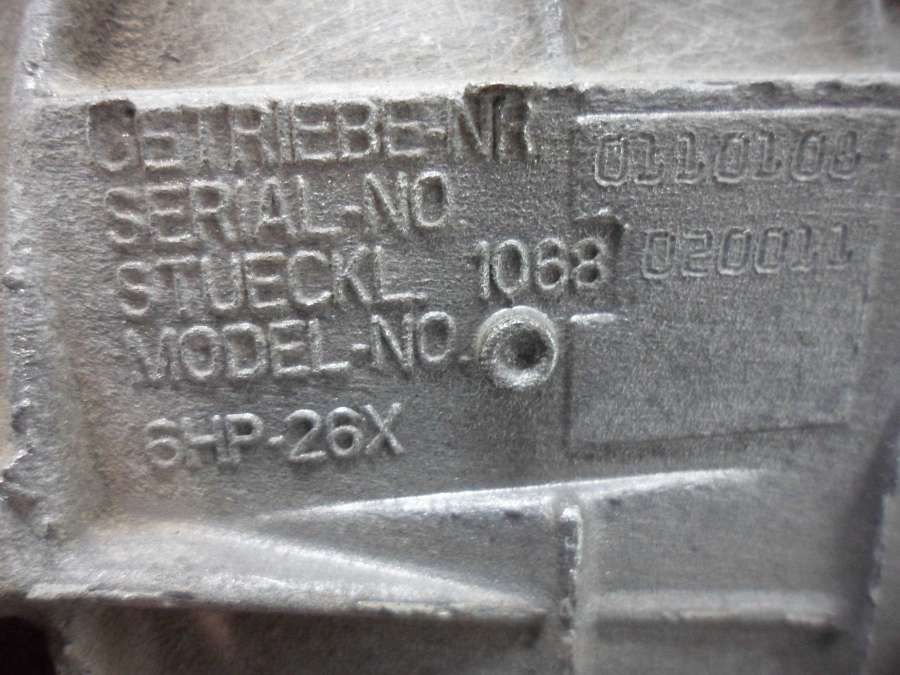 GETRIEBE-NR 0110108
SERIAL-NO.
STUECKL. 1068 020011
MODEL-NO.
6HP-26X